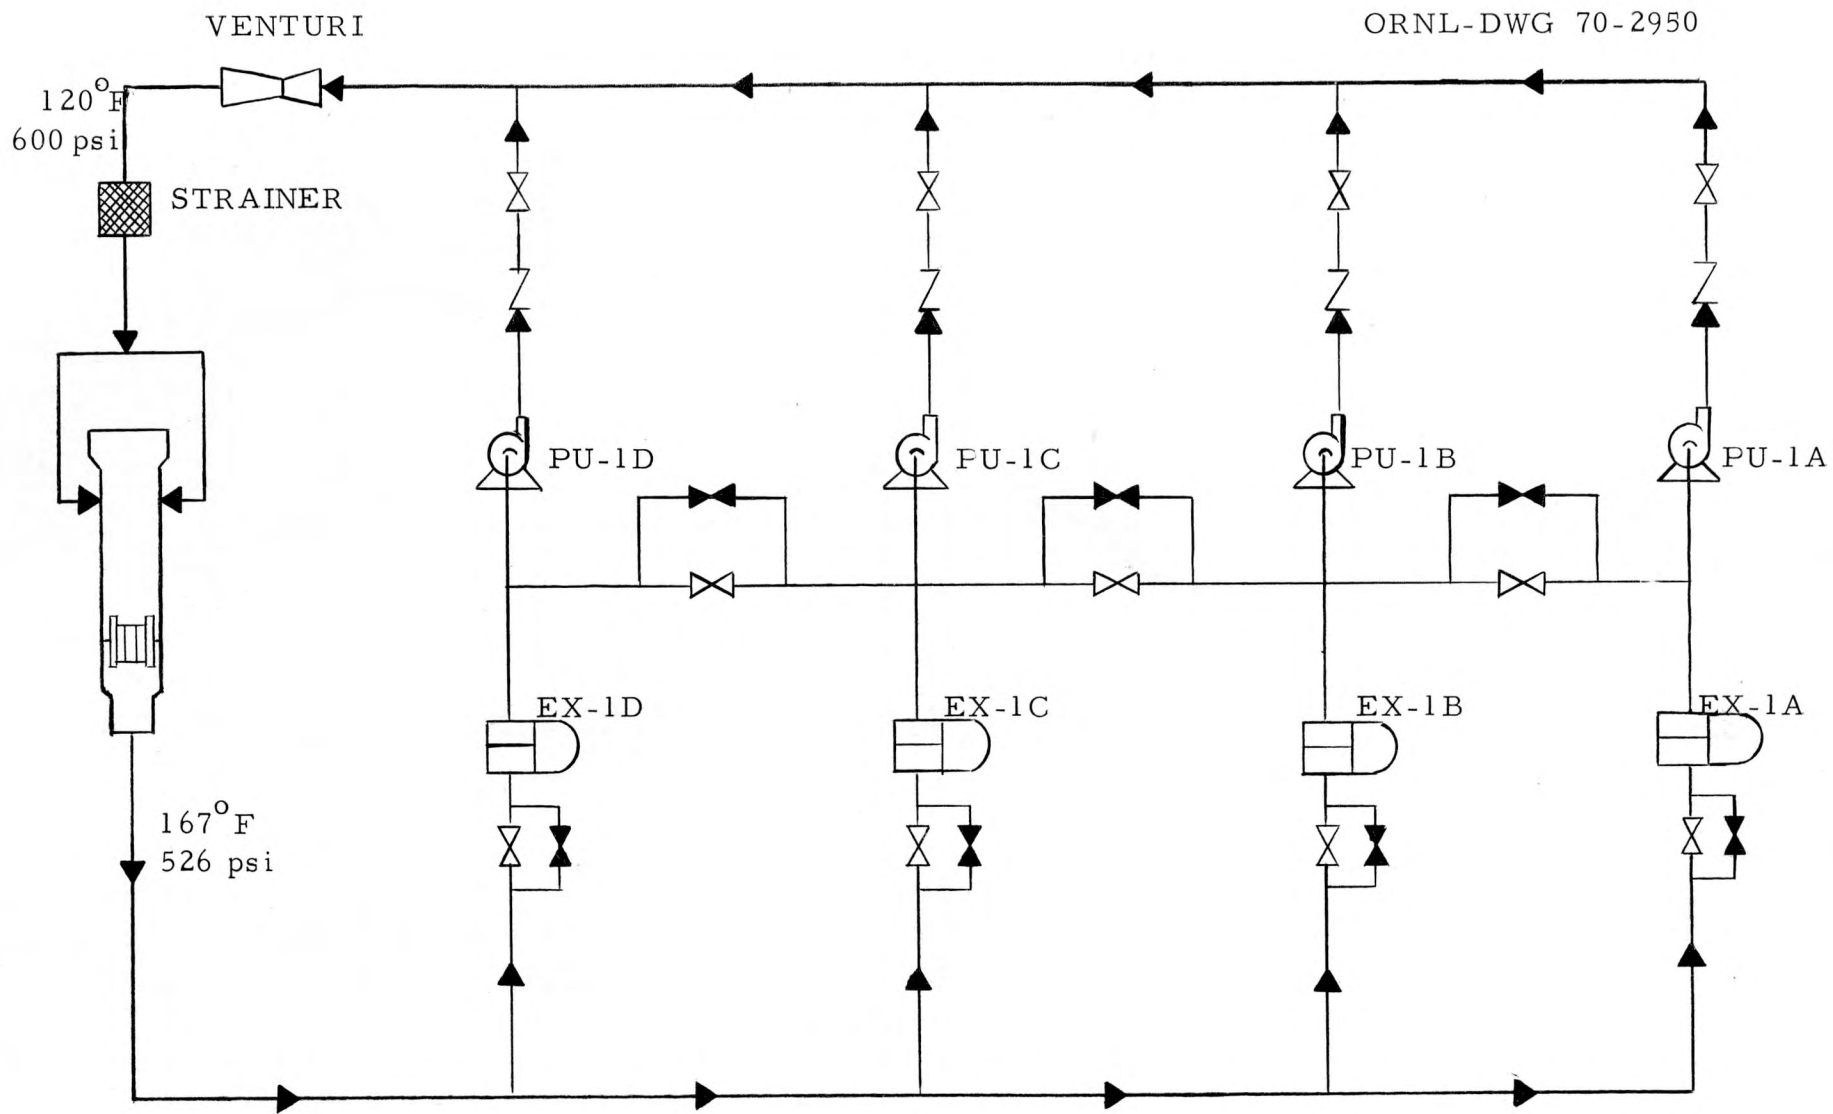 VENTURI
ORNL-DWG 70-2950
120°F
600 psi
STRAINER
PU-1D
PU-1C
PU-1B
PU-1A
EX-1D
EX-1C
EX-1B
EX-1A
167°F
526 psi